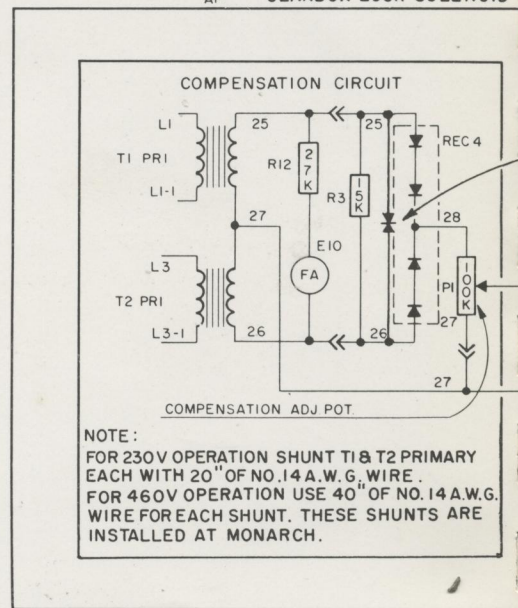 COMPENSATION CIRCUIT
L1
25
25
REC 4
T1 PRI
R12
27K
R3
15K
L1-1
27
28
E10
L3
FA
P1
100K
T2 PRI
27
L3-1
26
26
27
COMPENSATION ADJ POT.
NOTE:
FOR 230V OPERATION SHUNT T1 & T2 PRIMARY
EACH WITH 20" OF NO.14 A.W.G. WIRE.
FOR 460V OPERATION USE 40" OF NO.14 A.W.G.
WIRE FOR EACH SHUNT. THESE SHUNTS ARE
INSTALLED AT MONARCH.